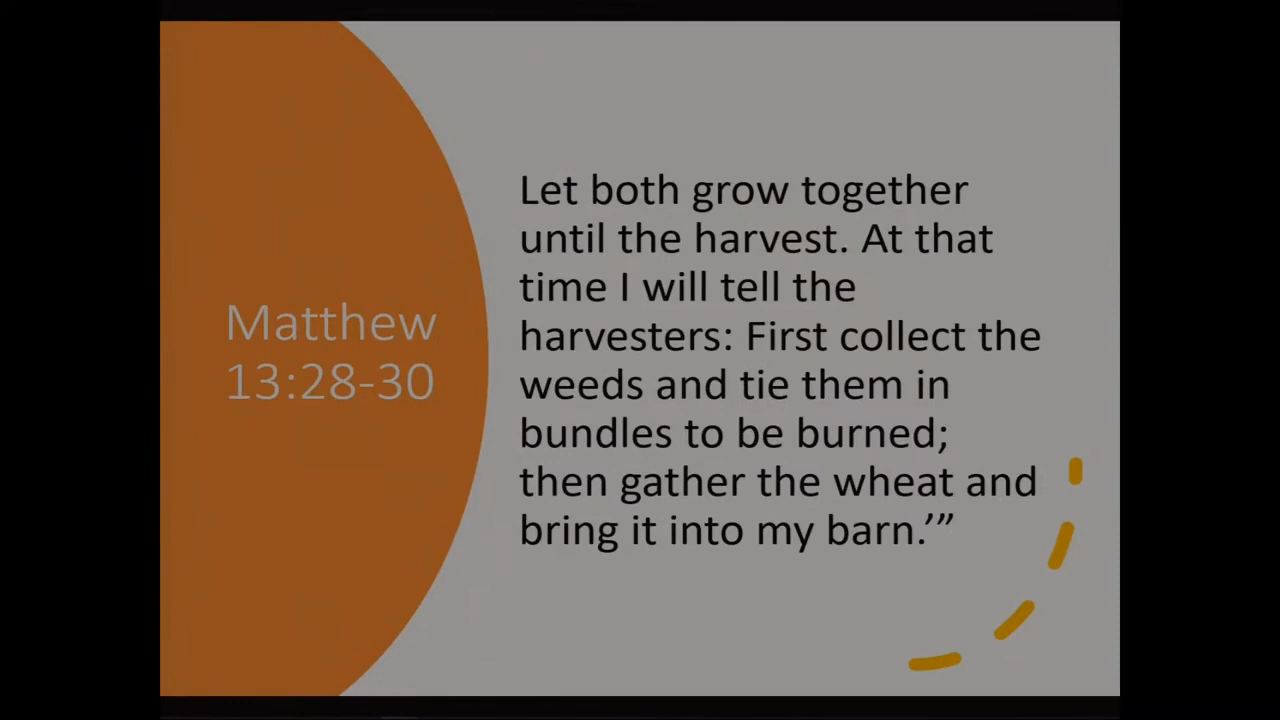 Matthew
13:28-30
Let both grow together
until the harvest. At that
time I will tell the
harvesters: First collect the
weeds and tie them in
bundles to be burned;
then gather the wheat and
bring it into my barn.’”